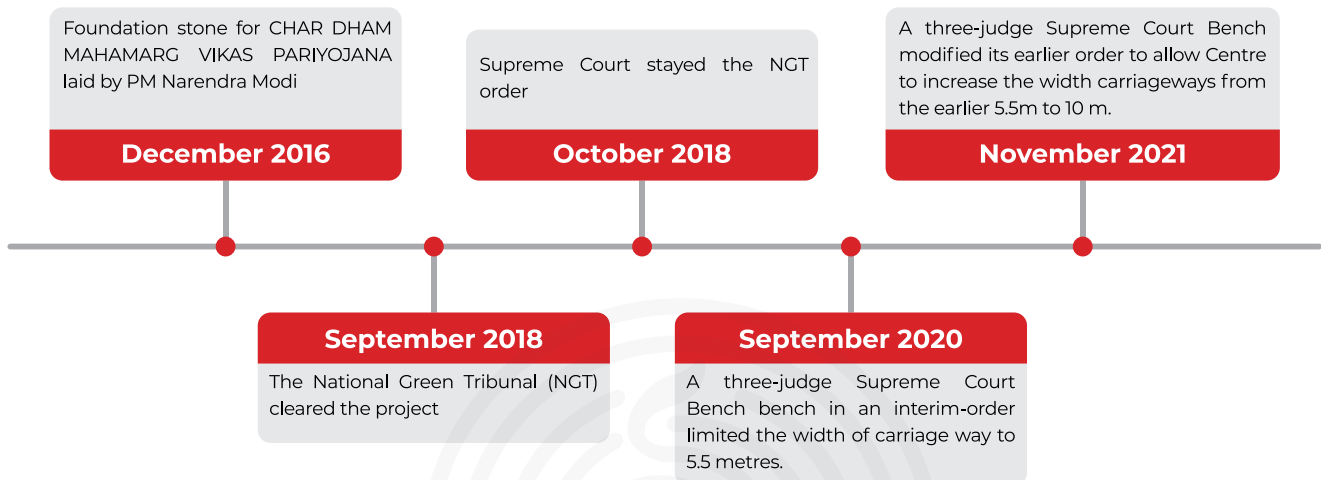 Foundation stone for CHAR DHAM
MAHAMARG VIKAS PARIYOJANA
laid by PM Narendra Modi
December 2016
September 2018
The National Green Tribunal (NGT)
cleared the project
Supreme Court stayed the NGT
order
October 2018
September 2020
A three-judge Supreme Court
Bench bench in an interim-order
limited the width of carriage way to
5.5 metres.
A three-judge Supreme Court Bench
modified its earlier order to allow Centre
to increase the width carriageways from
the earlier 5.5m to 10 m.
November 2021